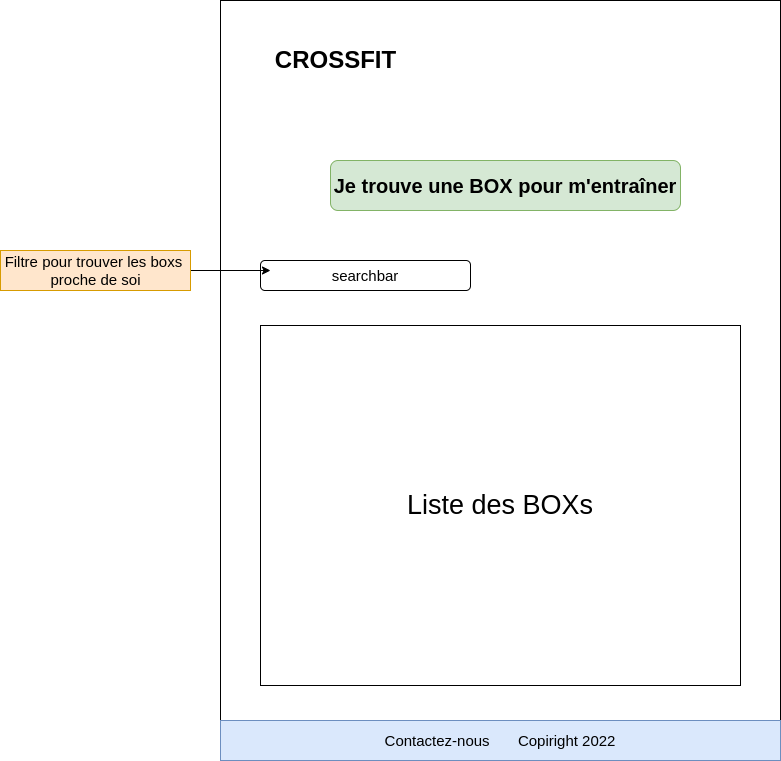 CROSSFIT
Je trouve une BOX pour m'entraîner
Filtre pour trouver les boxs
proche de soi
searchbar
Liste des BOXs
Contactez-nous Copiright 2022